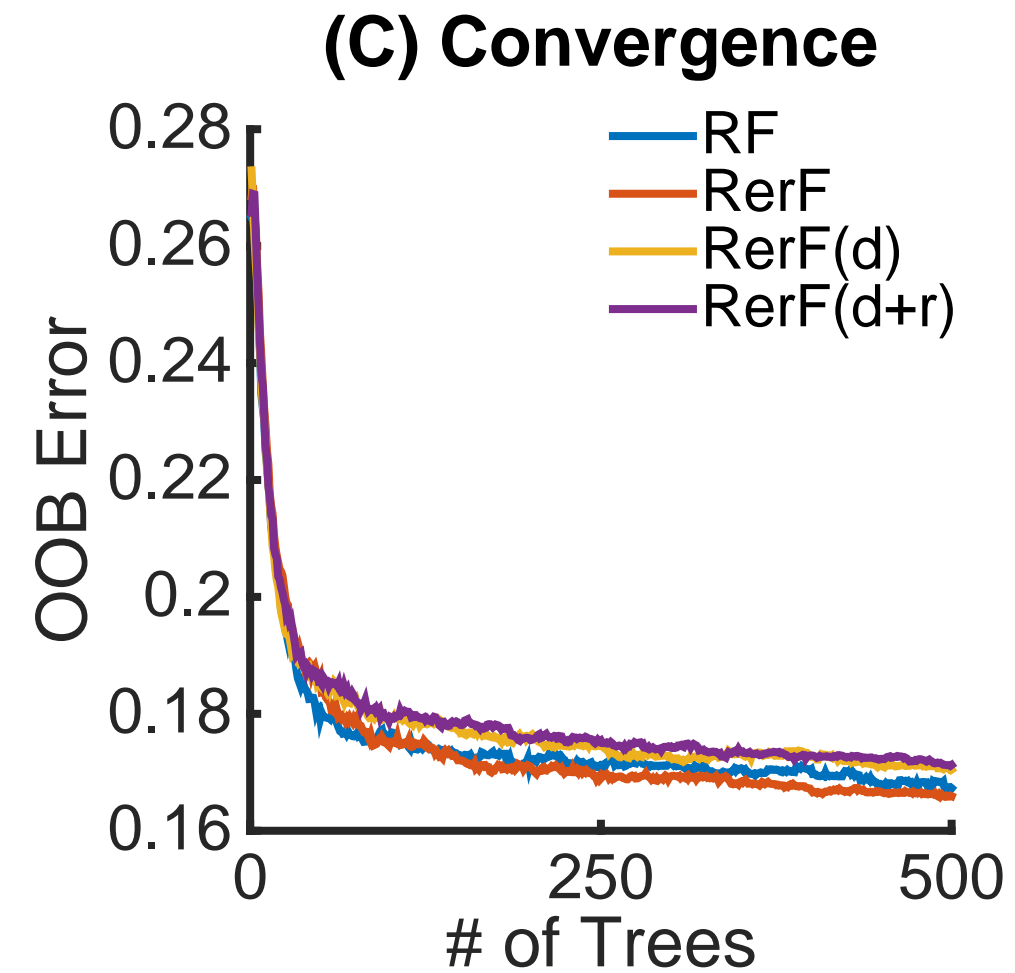 (C) Convergence
0.28
0.26
0.24
0.22
0.2
0.18
0.16
OOB Error
RF
RerF
RerF(d)
RerF(d+r)
0
250
500
# of Trees